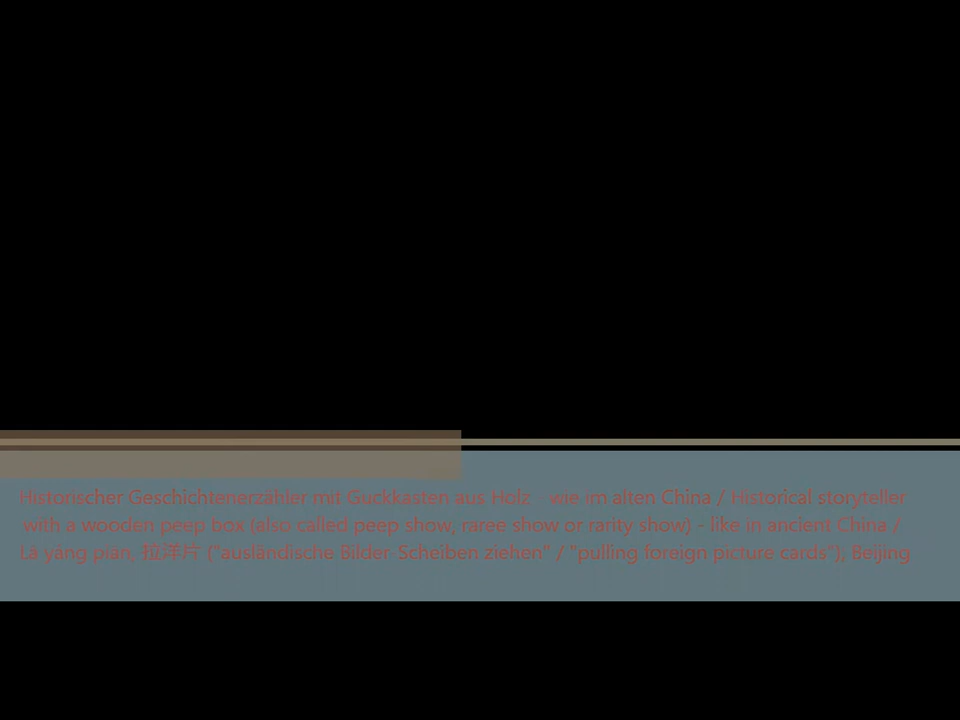 Historischer Geschichtenerzähler mit Guckkasten aus Holz - wie im alten China / Historical storyteller
with a wooden peep box (also called peep show, raree show or rarity show) - like in ancient China /
Lā yáng piàn, 拉洋片 ("ausländische Bilder-Scheiben ziehen" / "pulling foreign picture cards"), Beijing